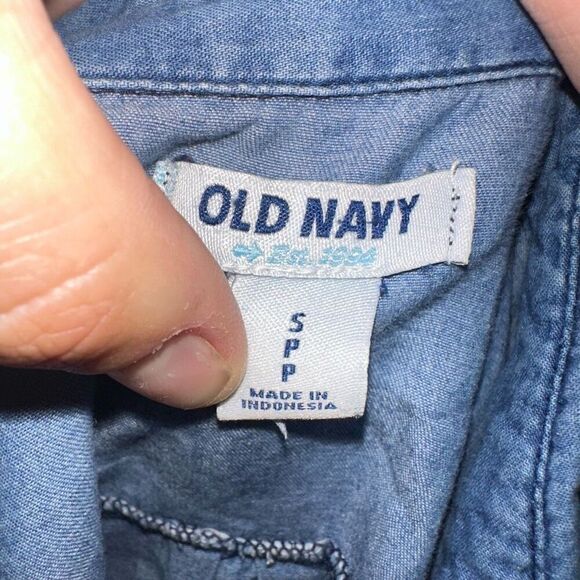 OLD NAVY
Est. 1994
S
P
P
MADE IN
INDONESIA